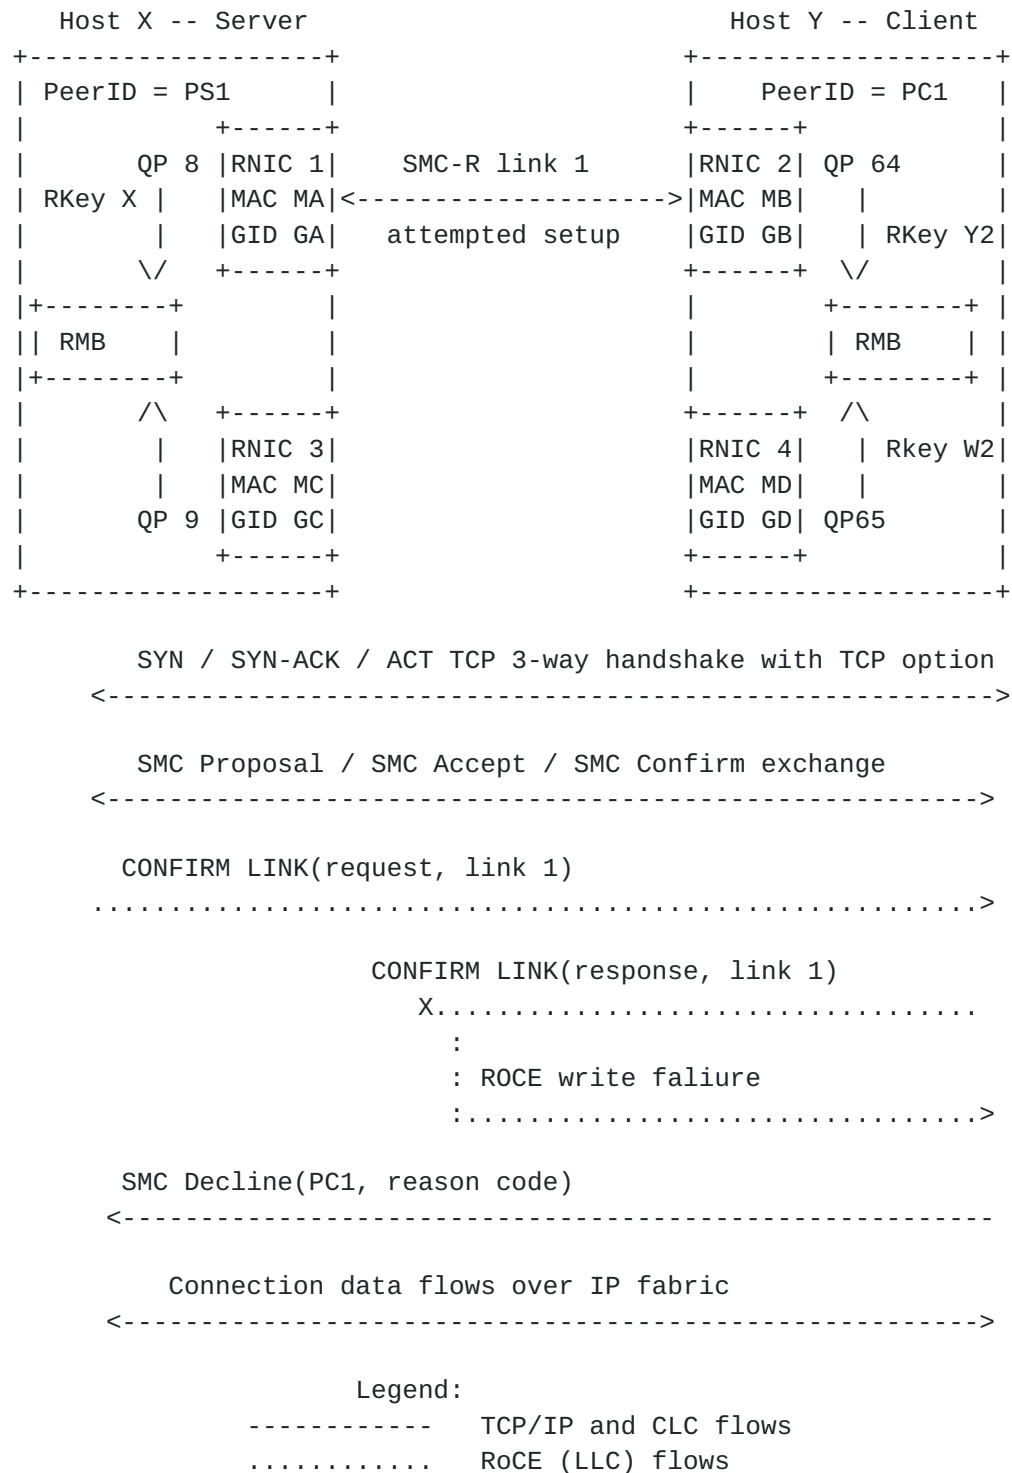 Host X -- Server                           Host Y -- Client
PeerID = PS1                                  PeerID = PC1
QP 8 |RNIC 1|    SMC-R link 1      |RNIC 2| QP 64
RKey X |   |MAC MA|<-------------------->|MAC MB|   |
|   |GID GA|   attempted setup    |GID GB|   | RKey Y2|
RMB                                            RMB
|RNIC 3|                      |RNIC 4|   | Rkey W2|
|MAC MC|                      |MAC MD|   |
QP 9 |GID GC|                      |GID GD| QP65
SYN / SYN-ACK / ACT TCP 3-way handshake with TCP option
SMC Proposal / SMC Accept / SMC Confirm exchange
CONFIRM LINK(request, link 1)
CONFIRM LINK(response, link 1)
X...................................
:
: ROCE write faliure
:.................................>
SMC Decline(PC1, reason code)
Connection data flows over IP fabric
Legend:
------------   TCP/IP and CLC flows
............   RoCE (LLC) flows